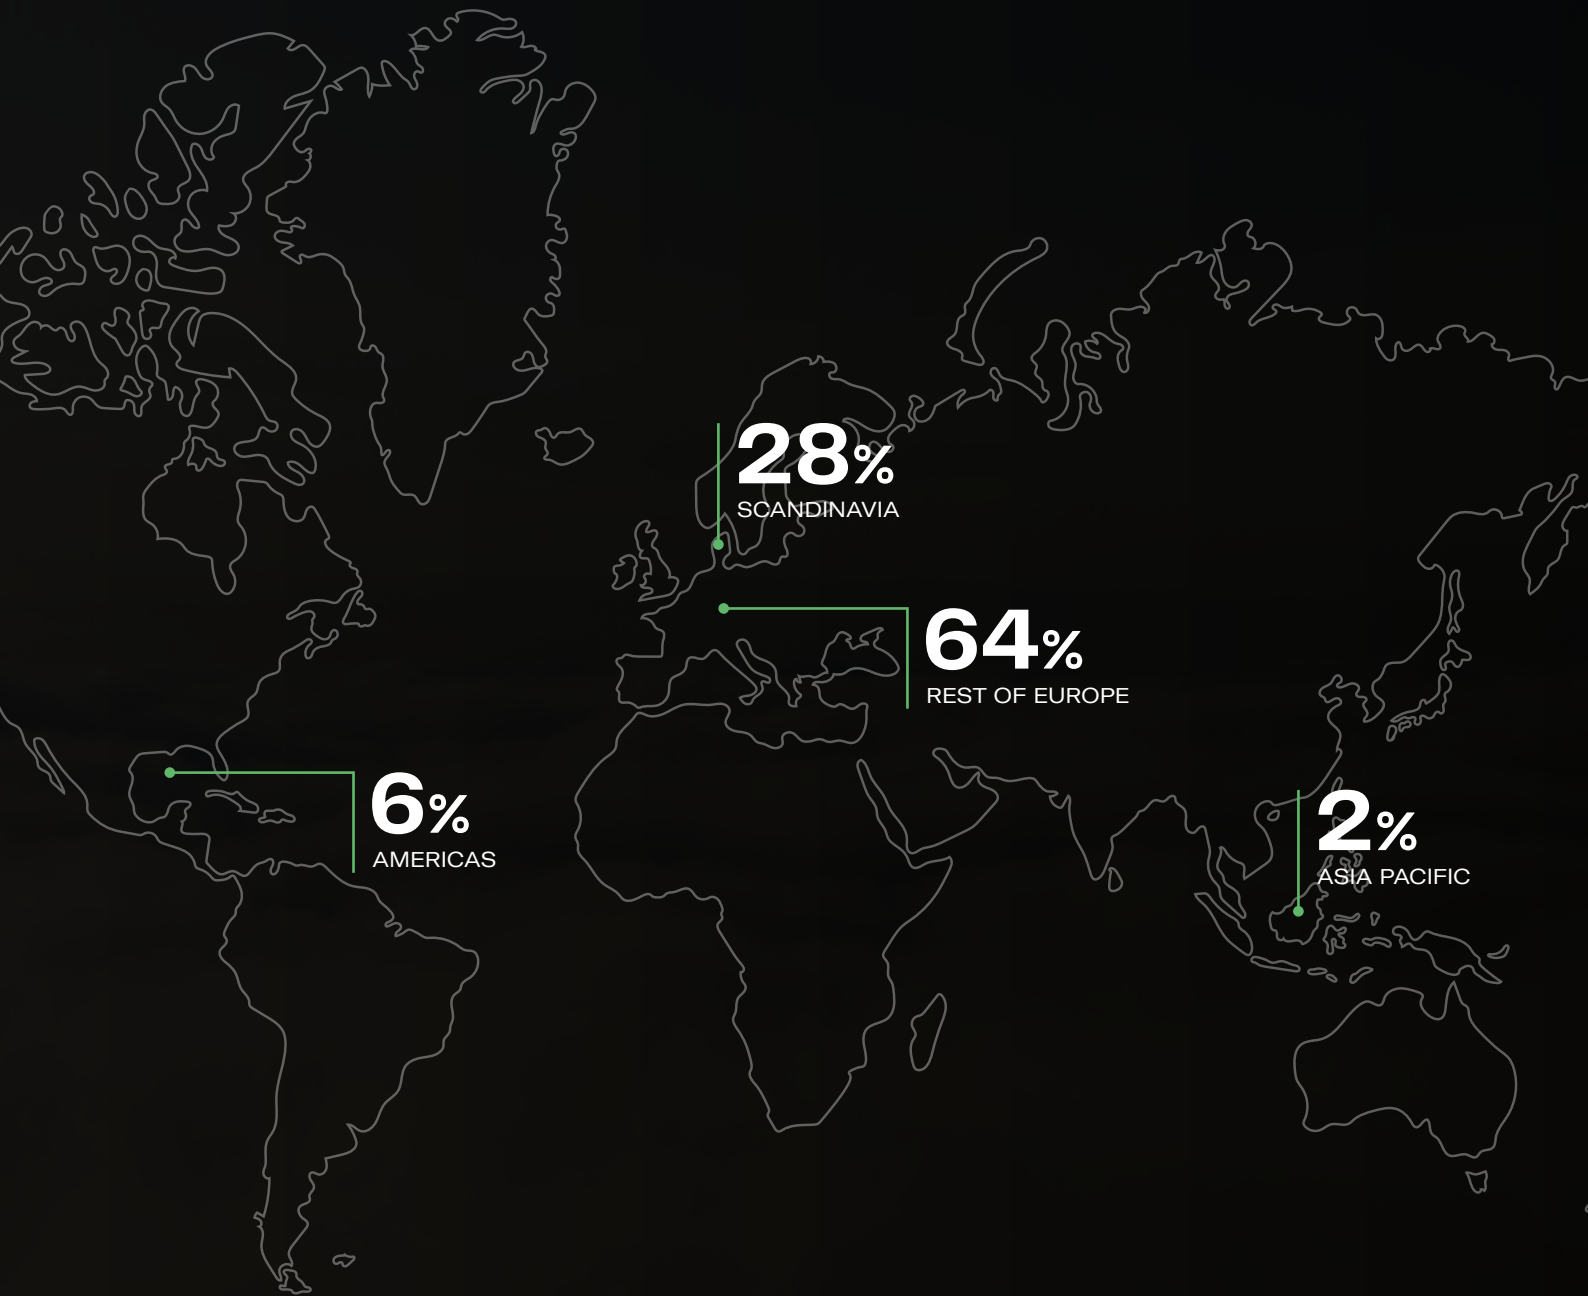 28%
SCANDINAVIA
64%
REST OF EUROPE
6%
AMERICAS
2%
ASIA PACIFIC